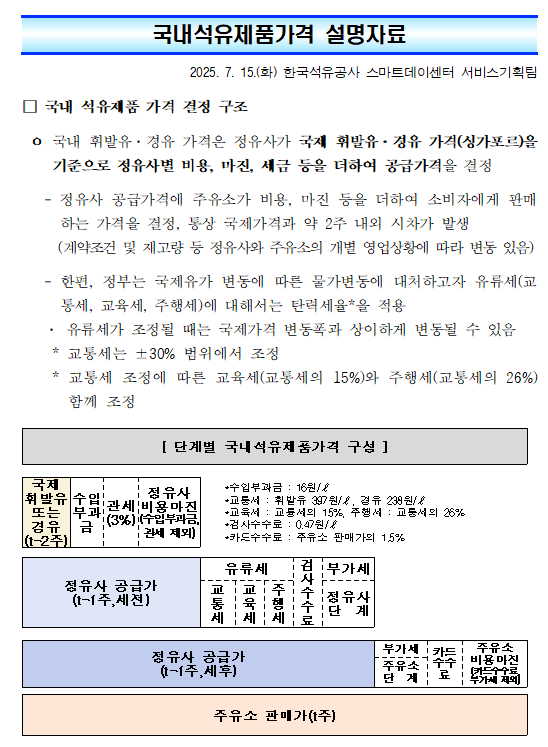 국내석유제품가격 설명자료
2025. 7. 15.(화) 한국석유공사 스마트데이센터 서비스기획팀
□ 국내 석유제품 가격 결정 구조
ㅇ 국내 휘발유·경유 가격은 정유사가 국제 휘발유·경유 가격(싱가포르)을
기준으로 정유사별 비용, 마진, 세금 등을 더하여 공급가격을 결정
- 정유사 공급가격에 주유소가 비용, 마진 등을 더하여 소비자에게 판매
하는 가격을 결정, 통상 국제가격과 약 2주 내외 시차가 발생
(계약조건 및 재고량 등 정유사와 주유소의 개별 영업상황에 따라 변동 있음)
- 한편, 정부는 국제유가 변동에 따른 물가변동에 대처하고자 유류세(교
통세, 교육세, 주행세)에 대해서는 탄력세율*을 적용
· 유류세가 조정될 때는 국제가격 변동폭과 상이하게 변동될 수 있음
* 교통세는 ±30% 범위에서 조정
* 교통세 조정에 따른 교육세(교통세의 15%)와 주행세(교통세의 26%)
함께 조정
[ 단계별 국내석유제품가격 구성 ]
국제
휘발유
또는
경유
(t-2주)
수입
부과
금
관세
(3%)
정유사
비용마진
(수입부과금,
관세 제외)
*수입부과금 : 16원/ℓ
*교통세 : 휘발유 397원/ℓ, 경유 238원/ℓ
*교육세 : 교통세의 15%, 주행세 : 교통세의 26%
*검사수수료 : 0.47원/ℓ
*카드수수료 : 주유소 판매가의 1.5%
정유사 공급가
(t-1주,세전)
유류세
교
통
세
교
육
세
주
행
세
검
사
수
수
료
부가세
정유사
단 계
정유사 공급가
(t-1주,세후)
부가세
주유소
단 계
카드
수수
료
주유소
비용마진
(카드수수료,
부가세 제외)
주유소 판매가(t주)